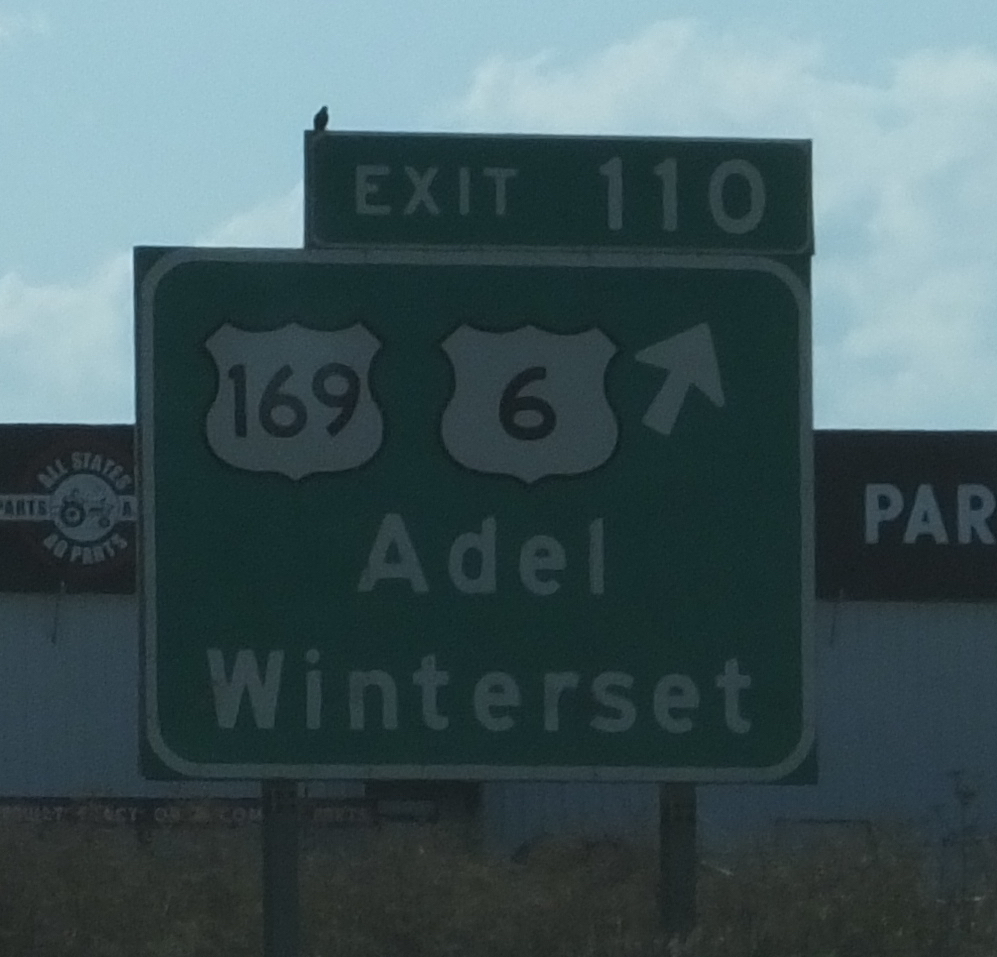 EXIT 110
169 6
Adel
Winterset
ALL STATES
PARTS A
AG PARTS
PAR